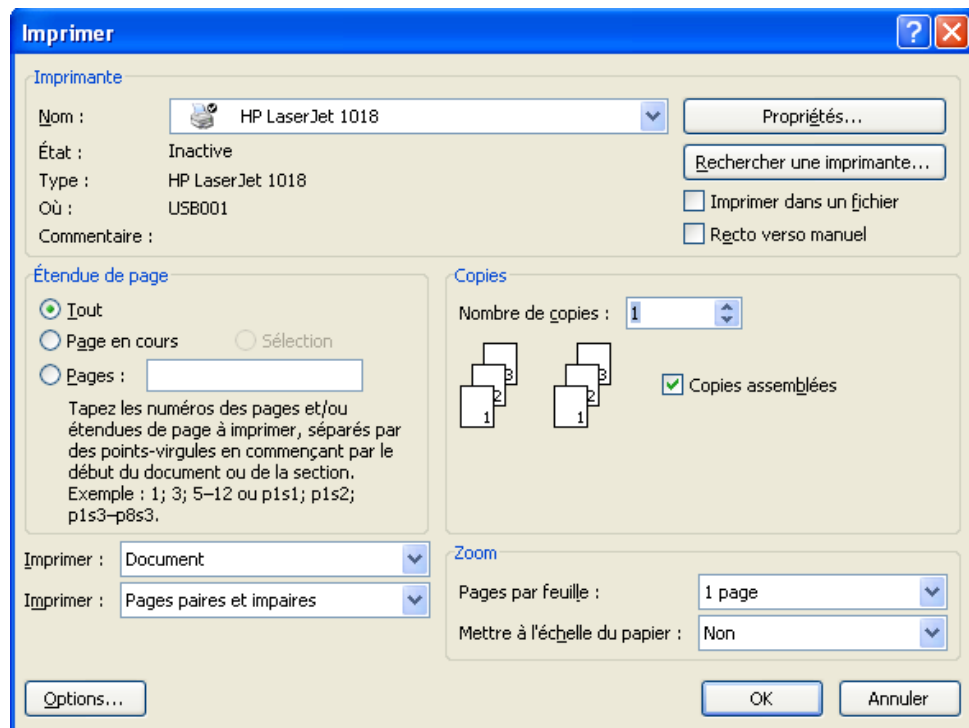 Imprimer
Imprimante
Nom : HP LaserJet 1018 Propriétés...
État : Inactive
Rechercher une imprimante...
Type : HP LaserJet 1018
Où : USB001
Imprimer dans un fichier
Commentaire :
Recto verso manuel
Étendue de page
Tout
Page en cours Sélection
Pages :
Tapez les numéros des pages et/ou
étendues de page à imprimer, séparés par
des points-virgules en commençant par le
début du document ou de la section.
Exemple : 1; 3; 5–12 ou p1s1; p1s2;
p1s3–p8s3.
Copies
Nombre de copies : 1
3 3
2 2
1 1
Copies assemblées
Imprimer : Document
Imprimer : Pages paires et impaires
Zoom
Pages par feuille : 1 page
Mettre à l'échelle du papier : Non
Options... OK Annuler